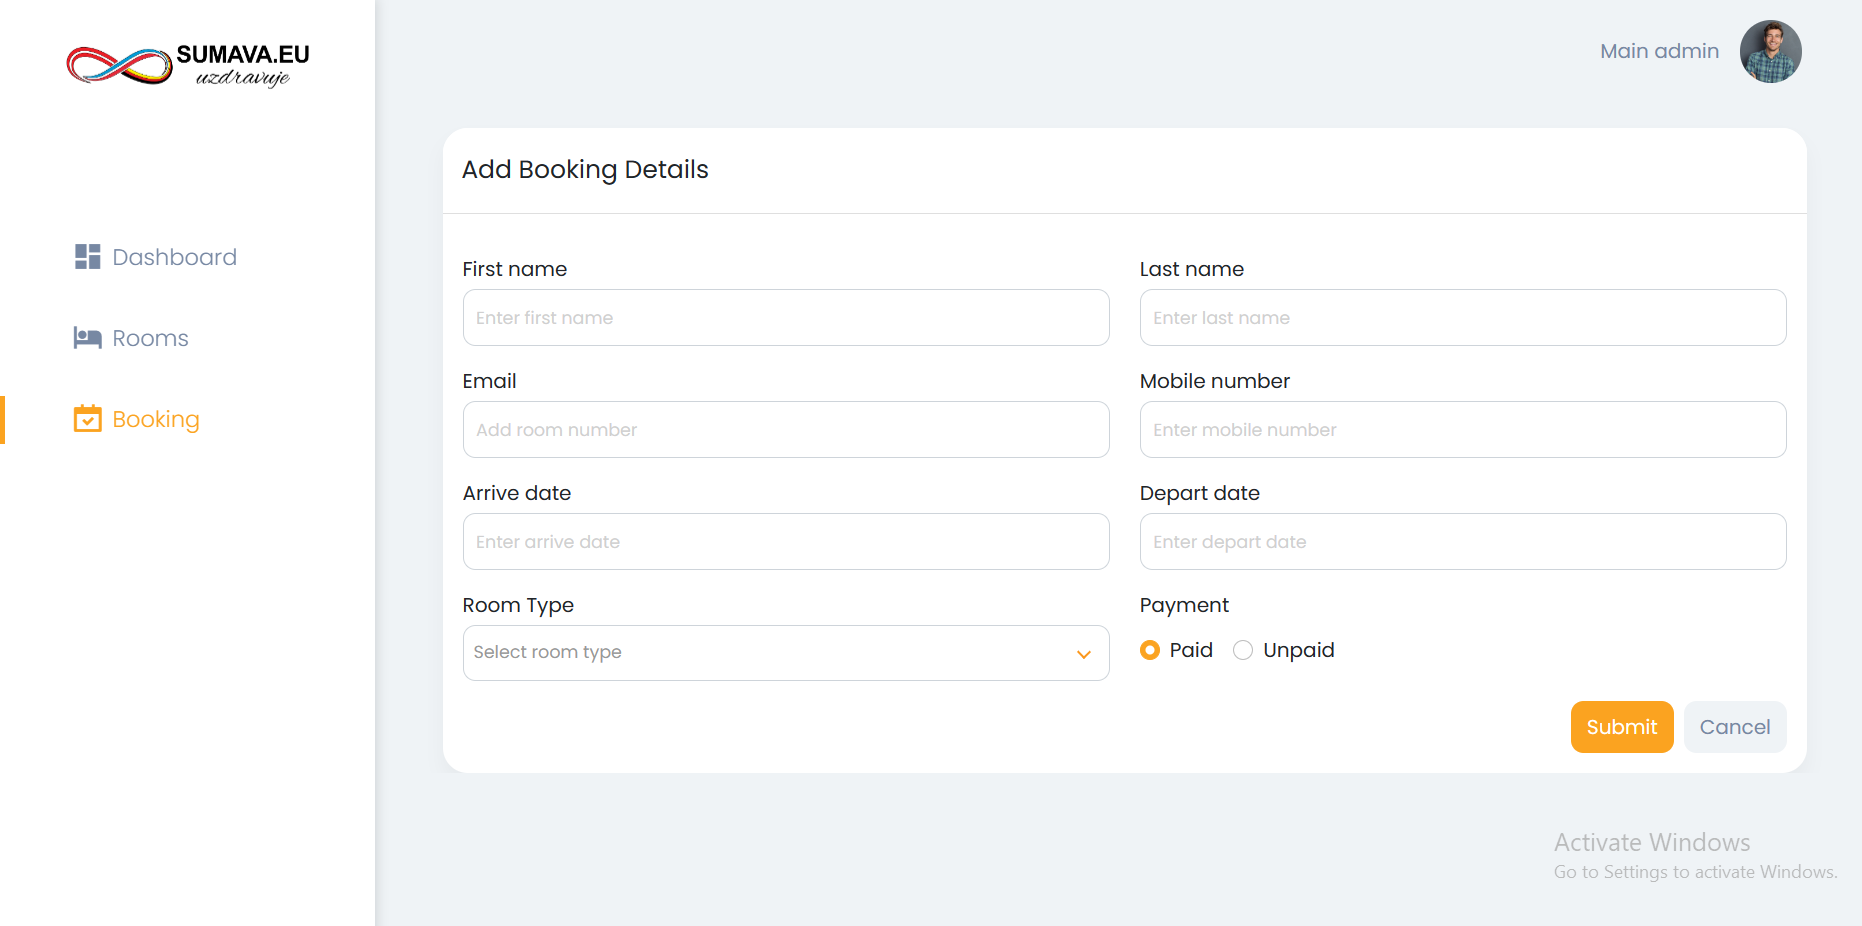 SUMAVA.EU
uzdravuje
Main admin
Dashboard
Rooms
Booking
Add Booking Details
First name
Enter first name
Last name
Enter last name
Email
Add room number
Mobile number
Enter mobile number
Arrive date
Enter arrive date
Depart date
Enter depart date
Room Type
Select room type
Payment
Paid
Unpaid
Submit
Cancel
Activate Windows
Go to Settings to activate Windows.